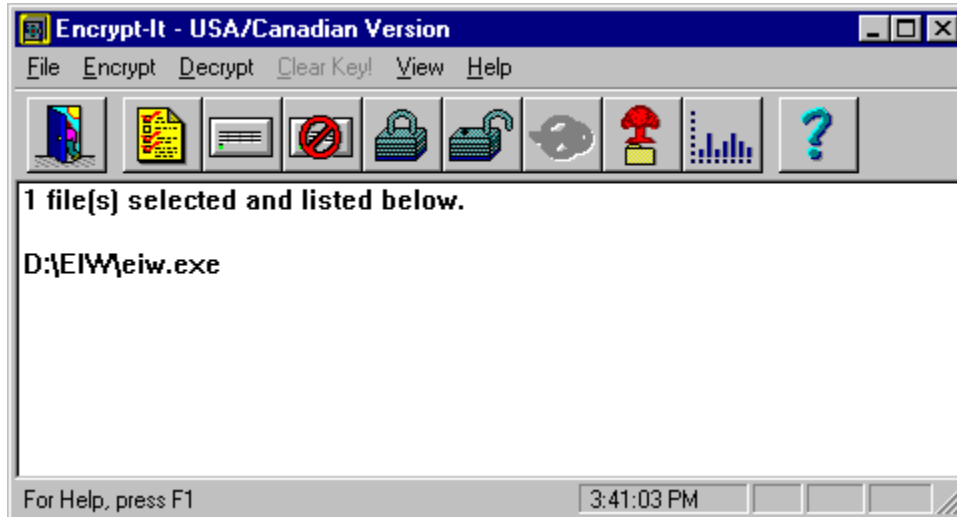 Encrypt-It - USA/Canadian Version
File Encrypt Decrypt Clear Key! View Help
1 file(s) selected and listed below.
D:\EIW\eiw.exe
For Help, press F1 3:41:03 PM